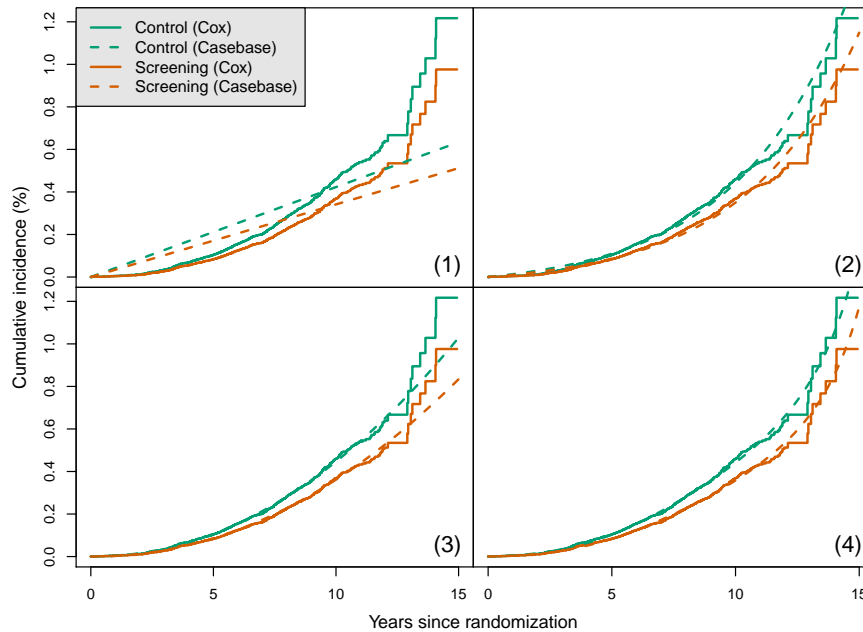 Control (Cox)
Control (Casebase)
Screening (Cox)
Screening (Casebase)
0.0 0.2 0.4 0.6 0.8 1.0 1.2
(1)
(2)
0.0 0.2 0.4 0.6 0.8 1.0 1.2
(3)
(4)
Cumulative incidence (%)
0 5 10 15
0 5 10 15
Years since randomization